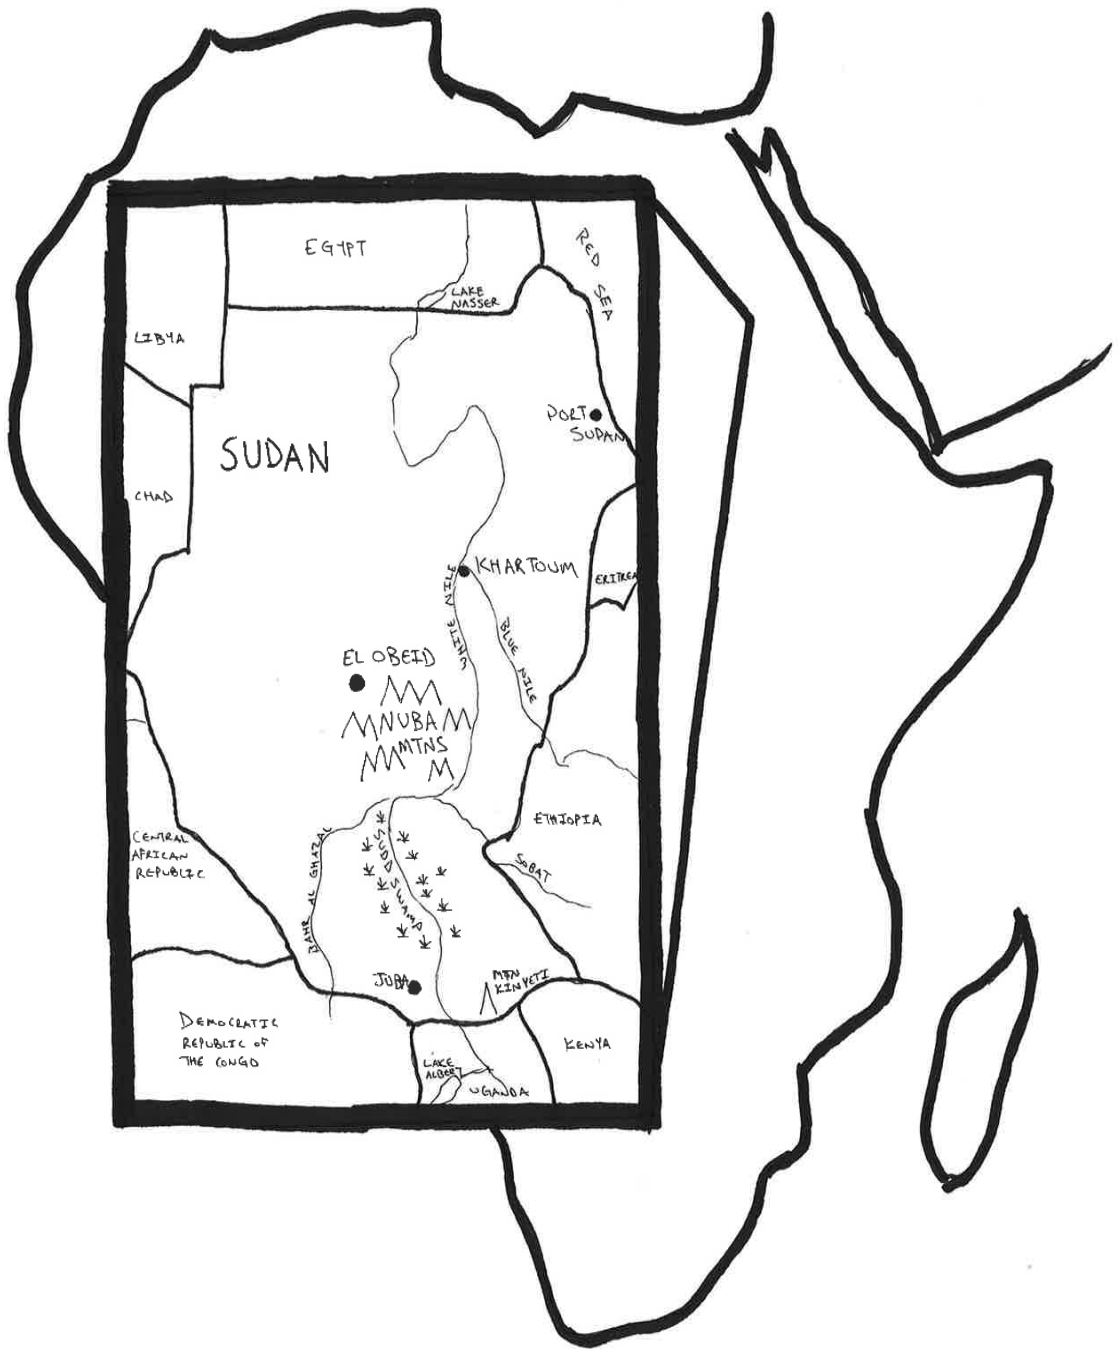 EGYPT
RED SEA
LAKE
NASSER
LIBYA
PORT
SUDAN
SUDAN
CHAD
KHARTOUM
ERITREA
WHITE NILE
BLUE NILE
EL OBEID
NUBA
MTNS
ETHIOPIA
CENTRAL
AFRICAN
REPUBLIC
BAHR AL GHAZAL
SUDD SWAMP
SOBAT
JUBA
MTN
KINYETI
DEMOCRATIC
REPUBLIC OF
THE CONGO
KENYA
LAKE
ALBERT
UGANDA